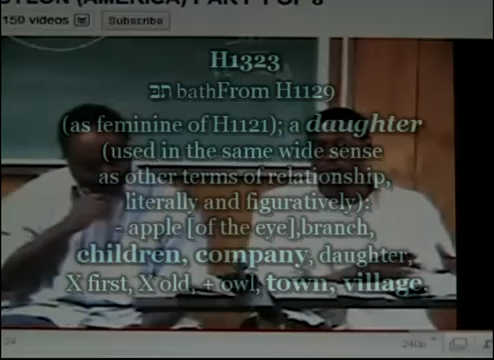 YLON (AMERICA) PART 1 OF 8
159 videos Subscribe
H1323
בת bathFrom H1129
(as feminine of H1121); a daughter
(used in the same wide sense
as other terms of relationship,
literally and figuratively):
- apple [of the eye],branch,
children, company, daughter,
X first, X old, + owl, town, village.
240p